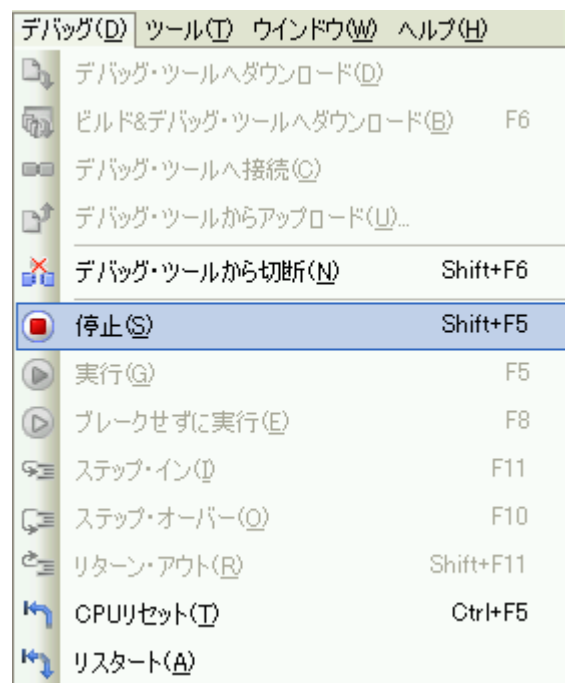 デバッグ(D) ツール(T) ウインドウ(W) ヘルプ(H)
デバッグ・ツールへダウンロード(D)
ビルド&デバッグ・ツールへダウンロード(B) F6
デバッグ・ツールへ接続(C)
デバッグ・ツールからアップロード(U)...
デバッグ・ツールから切断(N) Shift+F6
停止(S) Shift+F5
実行(G) F5
ブレークせずに実行(E) F8
ステップ・イン(I) F11
ステップ・オーバー(O) F10
リターン・アウト(R) Shift+F11
CPUリセット(T) Ctrl+F5
リスタート(A)